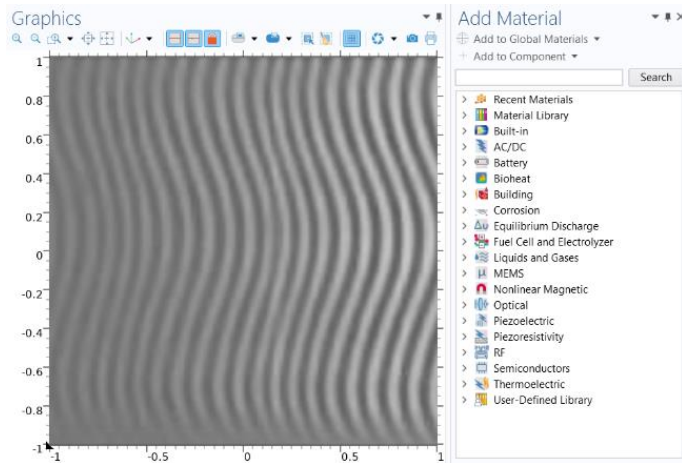 Graphics
1
0.8
0.6
0.4
0.2
0
-0.2
-0.4
-0.6
-0.8
-1
-1
-0.5
0
0.5
1
Add Material
Add to Global Materials
Add to Component
Search
Recent Materials
Material Library
Built-in
AC/DC
Battery
Bioheat
Building
Corrosion
Equilibrium Discharge
Fuel Cell and Electrolyzer
Liquids and Gases
MEMS
Nonlinear Magnetic
Optical
Piezoelectric
Piezoresistivity
RF
Semiconductors
Thermoelectric
User-Defined Library